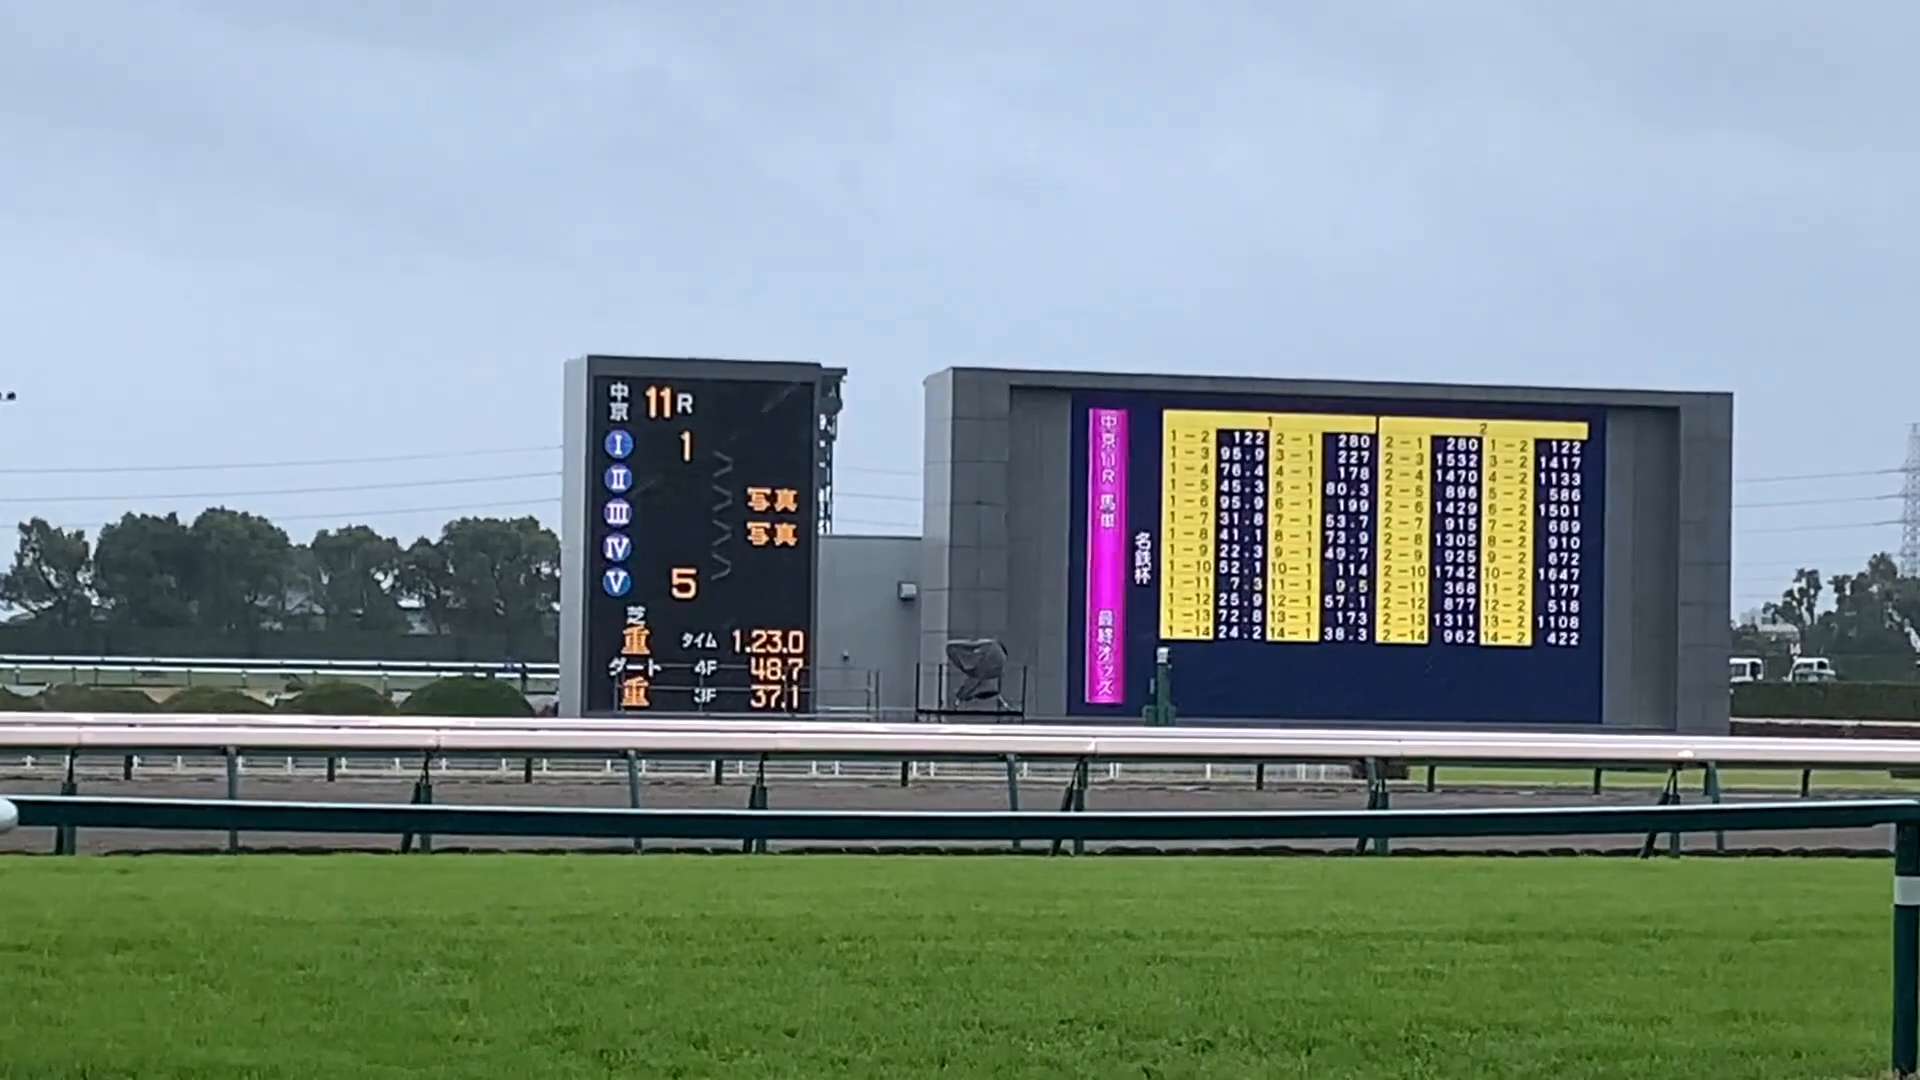 中京 11R
I 1
II
III 写真
IV 写真
V 5
芝
重 タイム 1.23.0
ダート 4F 48.7
重 3F 37.1
中京11R 馬単 最終オッズ
名鉄杯
1 2
1-2 122 2-1 280 2-1 280 1-2 122
1-3 95.9 3-1 227 2-3 1532 3-2 1417
1-4 76.4 4-1 178 2-4 1470 4-2 1133
1-5 45.3 5-1 80.3 2-5 896 5-2 586
1-6 95.9 6-1 199 2-6 1429 6-2 1501
1-7 31.8 7-1 53.7 2-7 915 7-2 689
1-8 41.1 8-1 73.9 2-8 1305 8-2 910
1-9 22.3 9-1 49.7 2-9 925 9-2 672
1-10 52.1 10-1 114 2-10 1742 10-2 1647
1-11 7.3 11-1 9.5 2-11 368 11-2 177
1-12 25.9 12-1 57.1 2-12 877 12-2 518
1-13 72.8 13-1 173 2-13 1311 13-2 1108
1-14 24.2 14-1 38.3 2-14 962 14-2 422